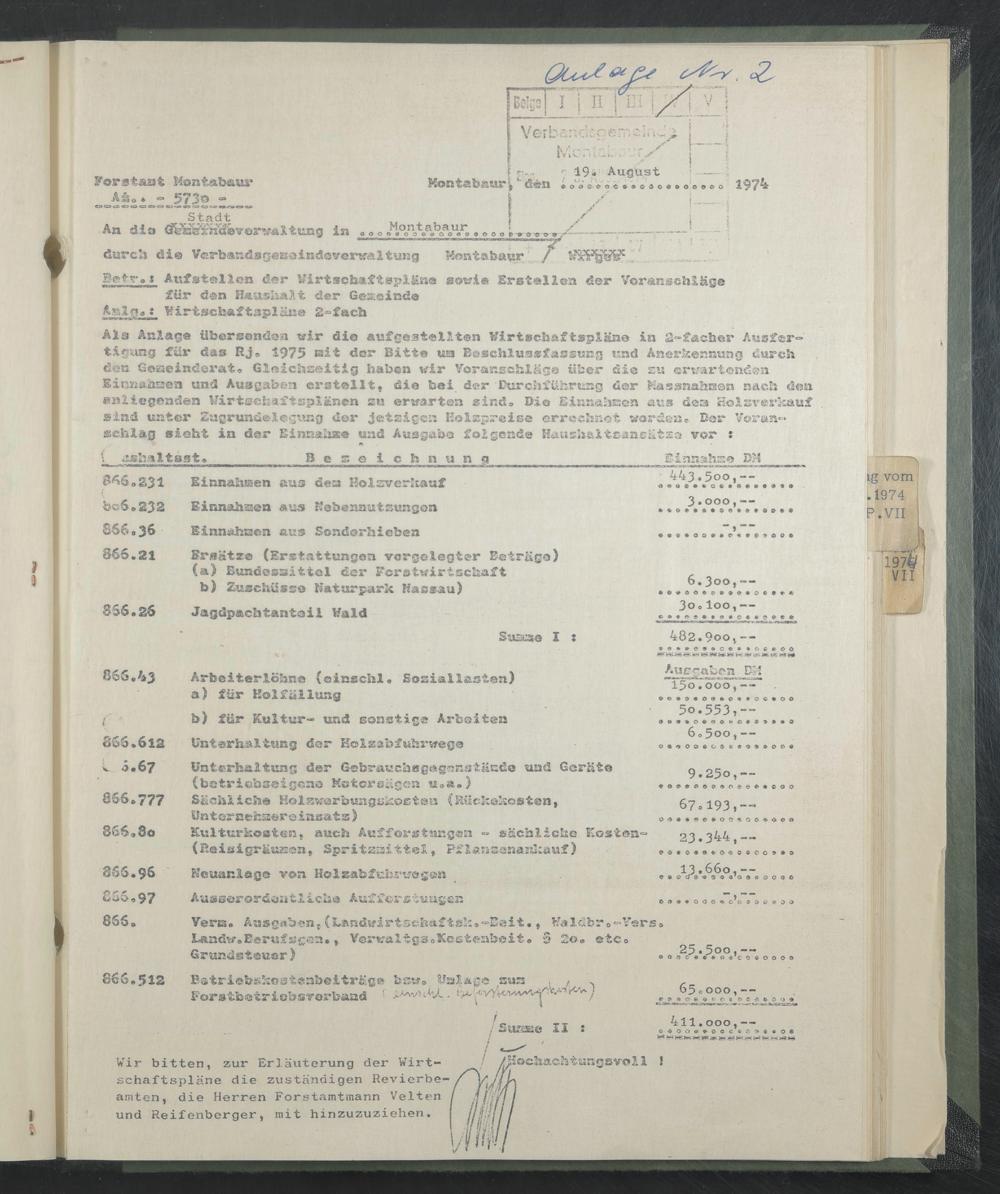 Anlage Nr. 2
Belge I II III IV V
Verbandsgemeinde
Montabaur
Forstamt Montabaur
Montabaur, den 19. August 1974
Az.. - 573o -
Stadt
An die Gemeindeverwaltung in Montabaur
durch die Verbandsgemeindeverwaltung Montabaur / Wirges
Betr.: Aufstellen der Wirtschaftspläne sowie Erstellen der Voranschläge
für den Haushalt der Gemeinde
Anlg.: Wirtschaftspläne 2-fach
Als Anlage übersenden wir die aufgestellten Wirtschaftspläne in 2-facher Ausfer-
tigung für das Rj. 1975 mit der Bitte um Beschlussfassung und Anerkennung durch
den Gemeinderat. Gleichzeitig haben wir Voranschläge über die zu erwartenden
Einnahmen und Ausgaben erstellt, die bei der Durchführung der Massnahmen nach den
anliegenden Wirtschaftsplänen zu erwarten sind. Die Einnahmen aus dem Holzverkauf
sind unter Zugrundelegung der jetzigen Holzpreise errechnet worden. Der Voran-
schlag sieht in der Einnahme und Ausgabe folgende Haushaltsansätze vor :
ashaltsst. B e z e i c h n u n g Einnahme DM
866.231 Einnahmen aus dem Holzverkauf 443.5oo,--
866.232 Einnahmen aus Nebennutzungen 3.ooo,--
866.36 Einnahmen aus Sonderhieben -,--
866.21 Ersätze (Erstattungen vorgelegter Beträge)
(a) Bundesmittel der Forstwirtschaft
b) Zuschüsse Naturpark Nassau) 6.3oo,--
866.26 Jagdpachtanteil Wald 3o.1oo,--
Summe I : 482.9oo,--
Ausgaben DM
866.43 Arbeiterlöhne (einschl. Soziallasten)
a) für Holfällung 15o.ooo,--
b) für Kultur- und sonstige Arbeiten 5o.553,--
866.612 Unterhaltung der Holzabfuhrwege 6.5oo,--
6.67 Unterhaltung der Gebrauchsgegenstände und Geräte
(betriebseigene Motorsägen u.a.) 9.25o,--
866.777 Sächliche Holzwerbungskosten (Rückekosten,
Unternehmereinsatz) 67.193,--
866.8o Kulturkosten, auch Aufforstungen - sächliche Kosten-
(Reisigräumen, Spritzmittel, Pflanzenankauf) 23.344,--
866.96 Neuanlage von Holzabfuhrwegen 13.66o,--
866.97 Ausserordentliche Aufforstungen -,--
866. Verm. Ausgaben,(Landwirtschaftsk.-Beit., Waldbr.-Vers.
Landw.Berufsgen., Verwaltgs.Kostenbeit. § 2o. etc.
Grundsteuer) 25.5oo,--
866.512 Betriebskostenbeiträge bzw. Umlage zum
Forstbetriebsverband (einschl. Beförsterungskosten) 65.ooo,--
Summe II : 411.ooo,--
Hochachtungsvoll !
Wir bitten, zur Erläuterung der Wirt-
schaftspläne die zuständigen Revierbe-
amten, die Herren Forstamtmann Velten
und Reifenberger, mit hinzuzuziehen.
g vom
.1974
P.VII
1974
VII